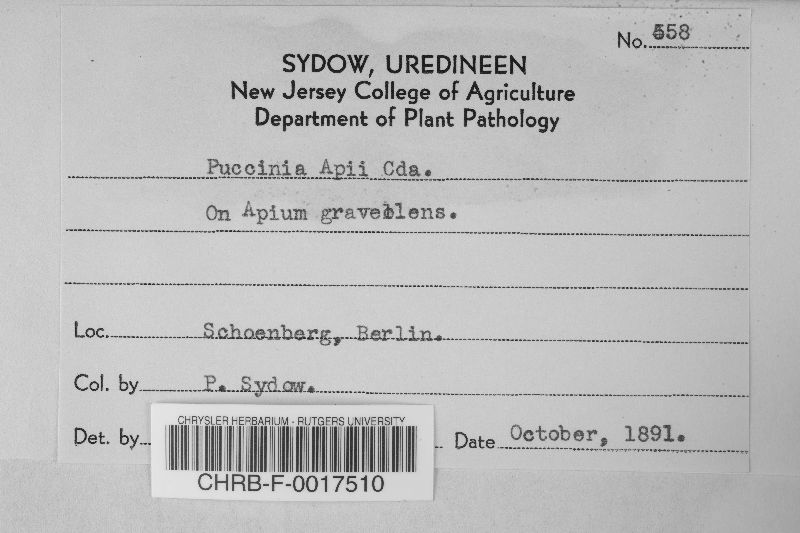 No. 558
SYDOW, UREDINEEN
New Jersey College of Agriculture
Department of Plant Pathology
Puccinia Apii Cda.
On Apium graveolens.
Loc. Schoenberg, Berlin.
Col. by P. Sydow.
Det. by
Date October, 1891.
CHRYSLER HERBARIUM - RUTGERS UNIVERSITY
CHRB-F-0017510